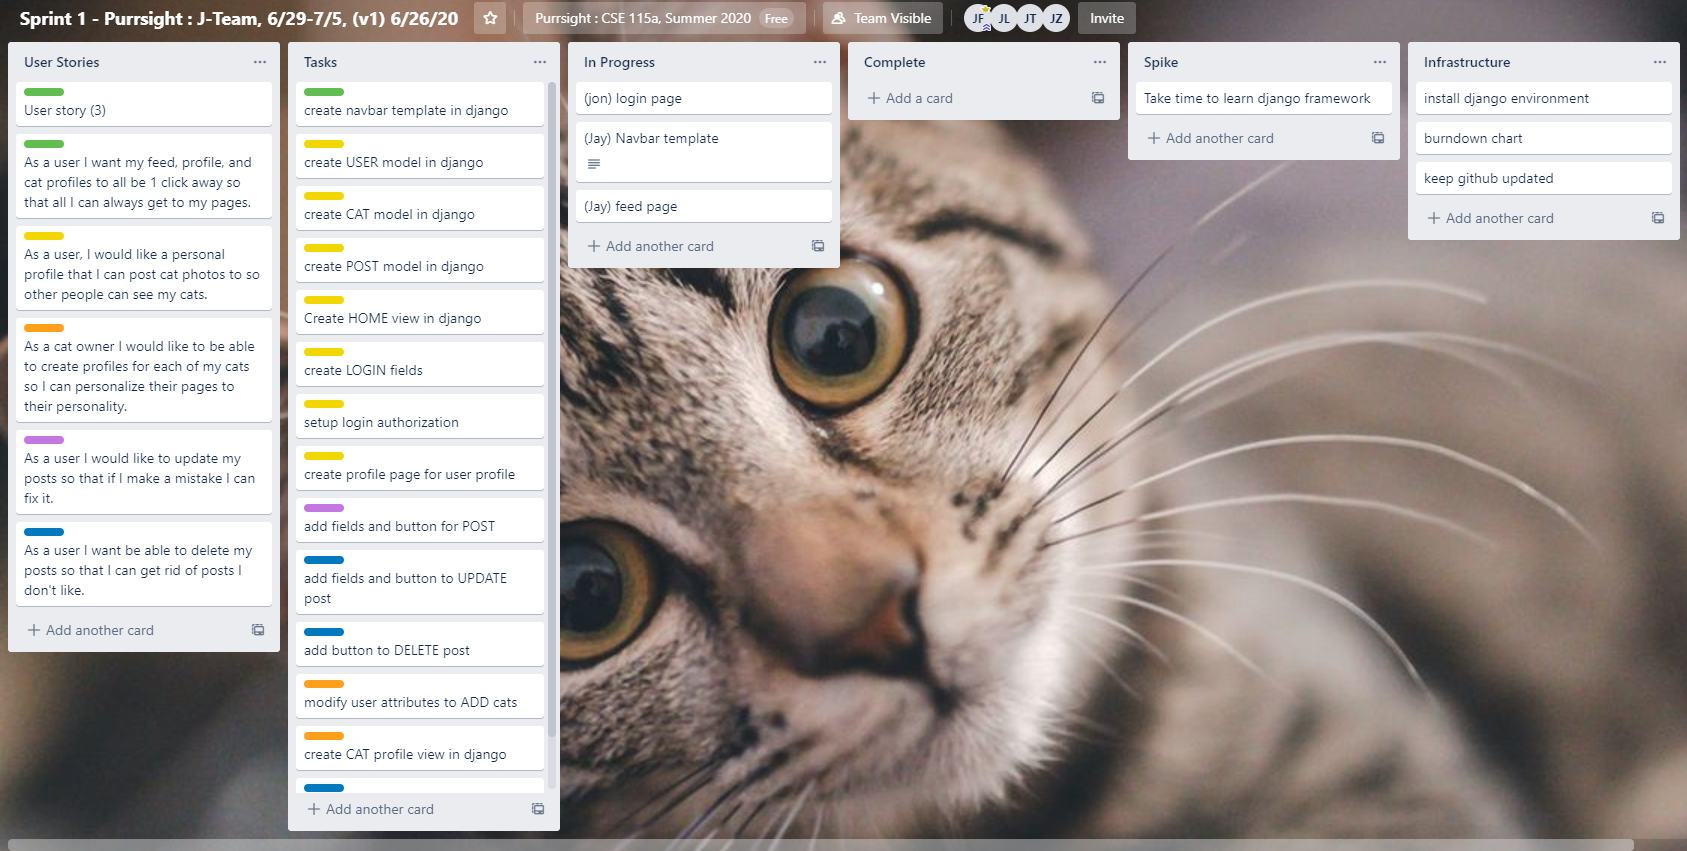 Sprint 1 - Purrsight : J-Team, 6/29-7/5, (v1) 6/26/20
Purrsight : CSE 115a, Summer 2020 Free
Team Visible
JF JL JT JZ
Invite
User Stories
User story (3)
As a user I want my feed, profile, and
cat profiles to all be 1 click away so
that all I can always get to my pages.
As a user, I would like a personal
profile that I can post cat photos to so
other people can see my cats.
As a cat owner I would like to be able
to create profiles for each of my cats
so I can personalize their pages to
their personality.
As a user I would like to update my
posts so that if I make a mistake I can
fix it.
As a user I want be able to delete my
posts so that I can get rid of posts I
don't like.
Add another card
Tasks
create navbar template in django
create USER model in django
create CAT model in django
create POST model in django
Create HOME view in django
create LOGIN fields
setup login authorization
create profile page for user profile
add fields and button for POST
add fields and button to UPDATE
post
add button to DELETE post
modify user attributes to ADD cats
create CAT profile view in django
Add another card
In Progress
(jon) login page
(Jay) Navbar template
(Jay) feed page
Add another card
Complete
Add a card
Spike
Take time to learn django framework
Add another card
Infrastructure
install django environment
burndown chart
keep github updated
Add another card